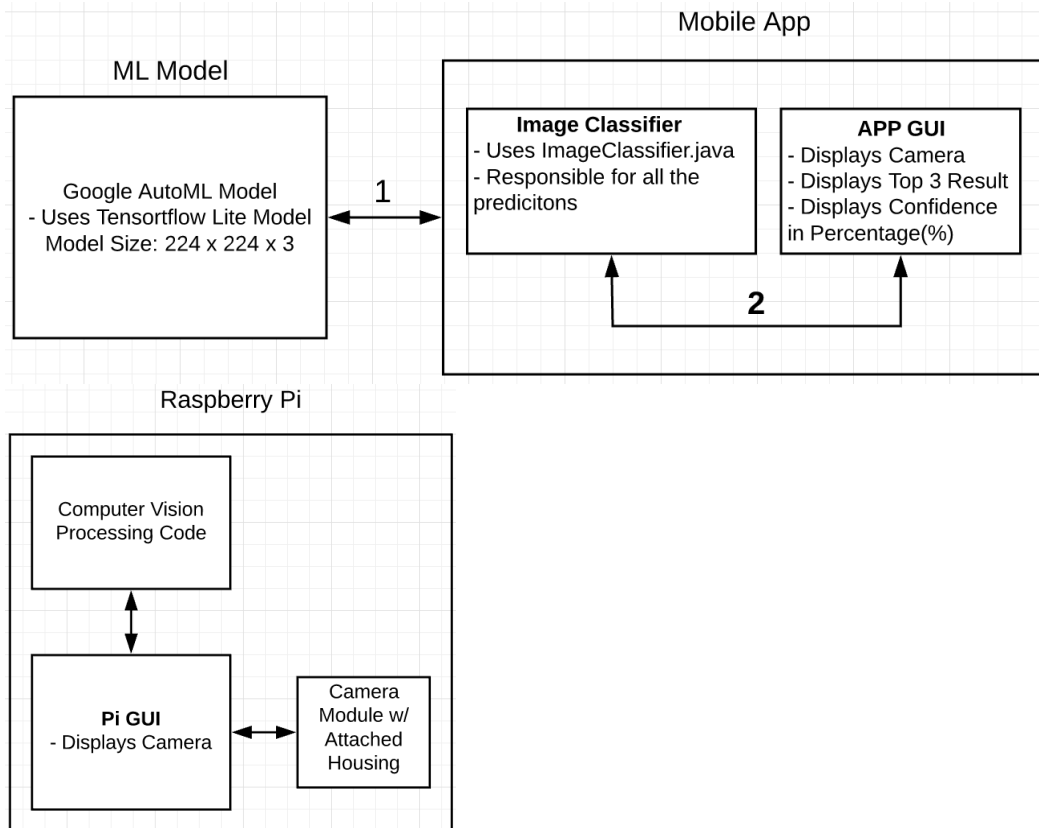 Mobile App
ML Model
Google AutoML Model
- Uses Tensortflow Lite Model
Model Size: 224 x 224 x 3
1
Image Classifier
- Uses ImageClassifier.java
- Responsible for all the
predicitons
APP GUI
- Displays Camera
- Displays Top 3 Result
- Displays Confidence
in Percentage(%)
2
Raspberry Pi
Computer Vision
Processing Code
Pi GUI
- Displays Camera
Camera
Module w/
Attached
Housing